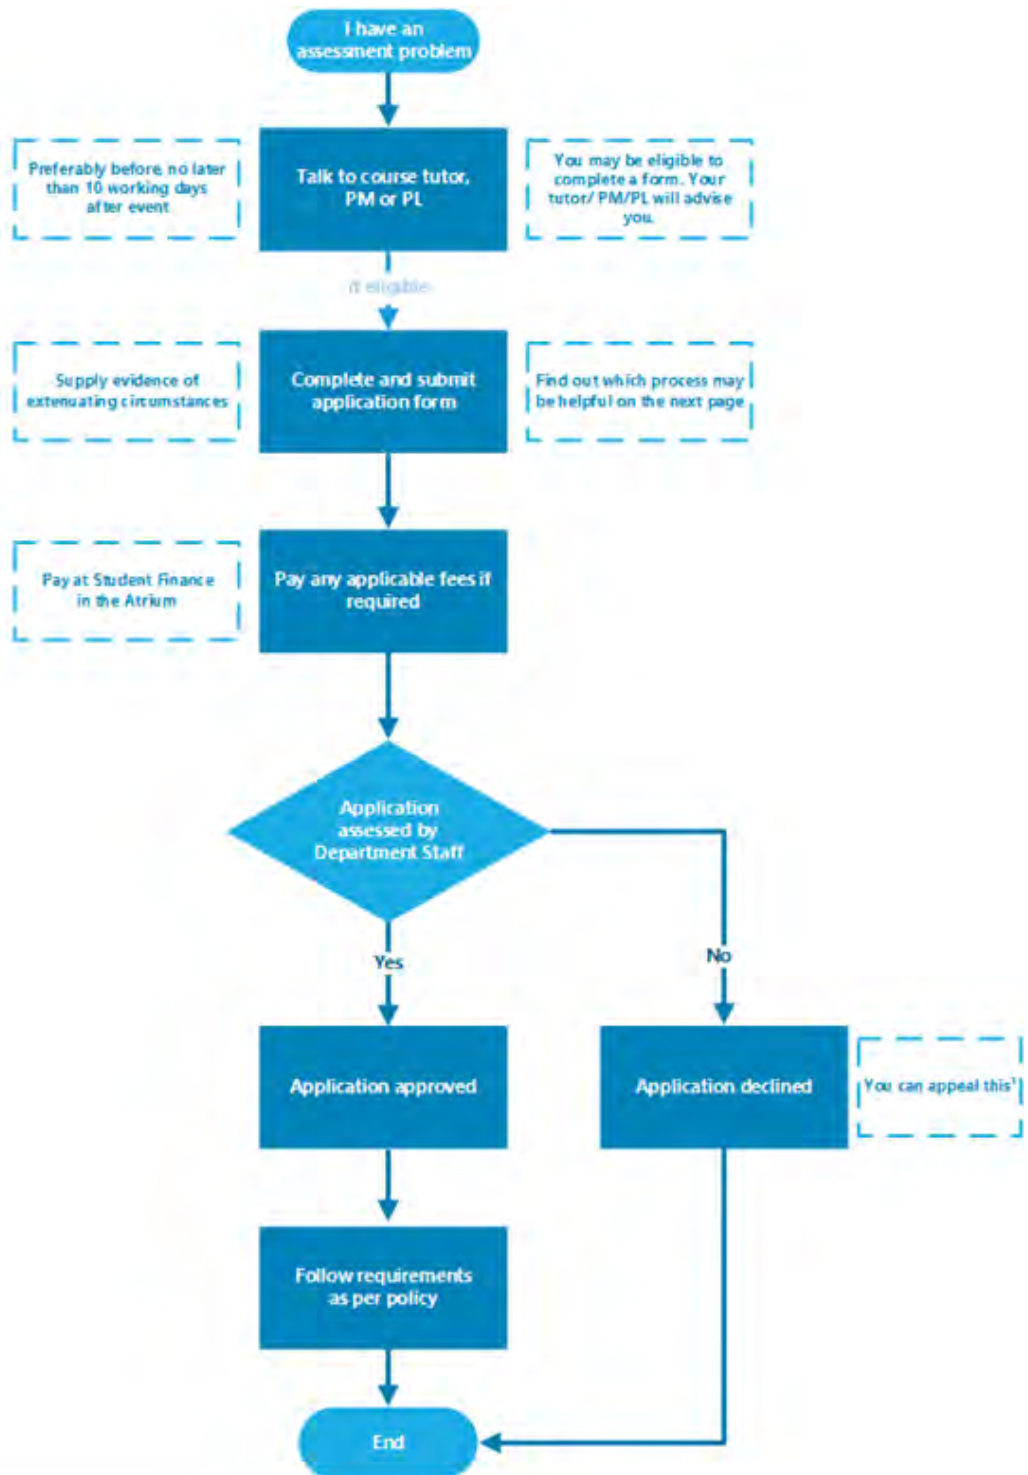 I have an
assessment problem
Preferably before, no later
than 10 working days
after event
Talk to course tutor,
PM or PL
You may be eligible to
complete a form. Your
tutor/ PM/PL will advise
you.
if eligible
Supply evidence of
extenuating circumstances
Complete and submit
application form
Find out which process may
be helpful on the next page
Pay at Student Finance
in the Atrium
Pay any applicable fees if
required
Application
assessed by
Department Staff
Yes
No
Application approved
Application declined
You can appeal this¹
Follow requirements
as per policy
End